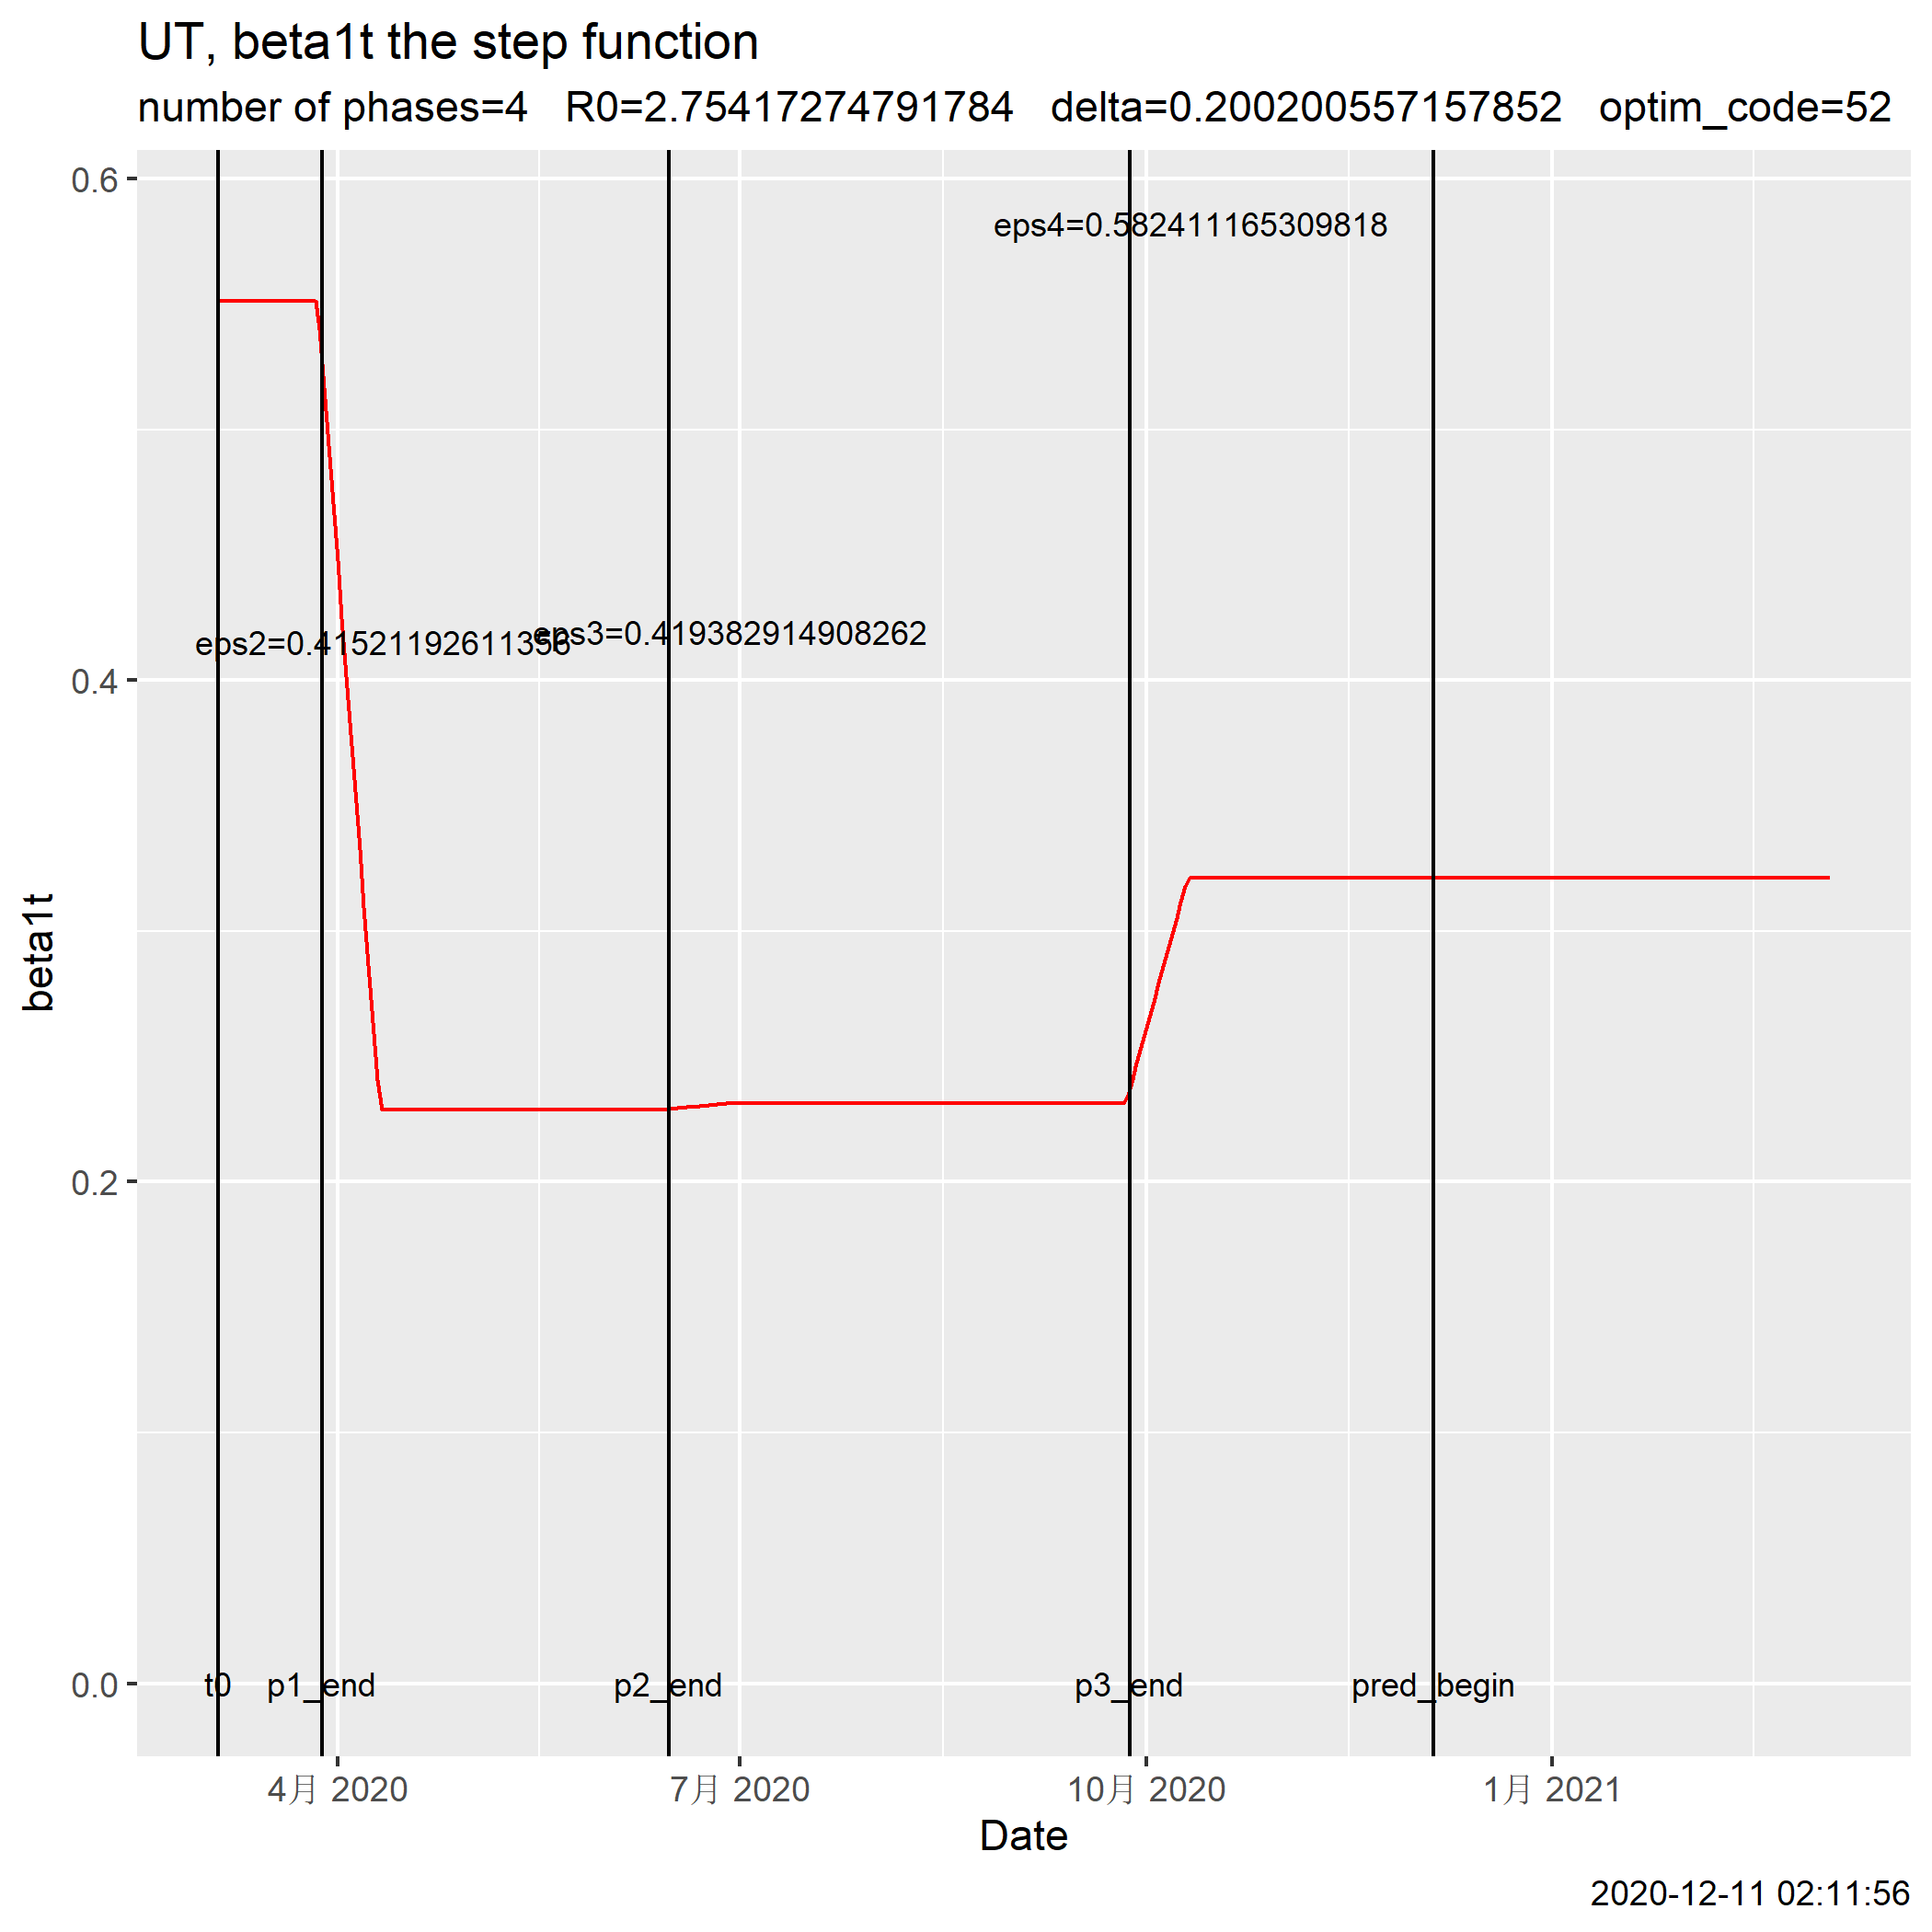 UT, beta1t the step function
number of phases=4 R0=2.75417274791784 delta=0.200200557157852 optim_code=52
0.6
eps4=0.582411165309818
eps2=0.41521192611356
eps3=0.419382914908262
0.4
beta1t
0.2
0.0
t0 p1_end p2_end p3_end pred_begin
4月 2020 7月 2020 10月 2020 1月 2021
Date
2020-12-11 02:11:56